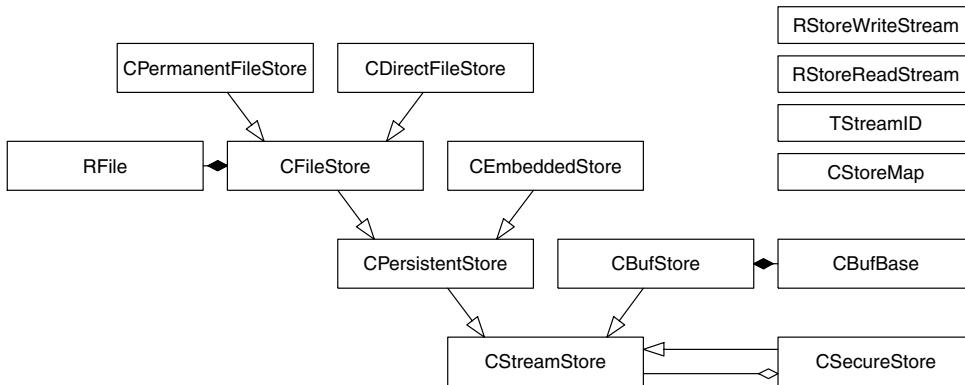 RStoreWriteStream
CPermanentFileStore
CDirectFileStore
RStoreReadStream
TStreamID
RFile
CFileStore
CEmbeddedStore
CStoreMap
CPersistentStore
CBufStore
CBufBase
CStreamStore
CSecureStore